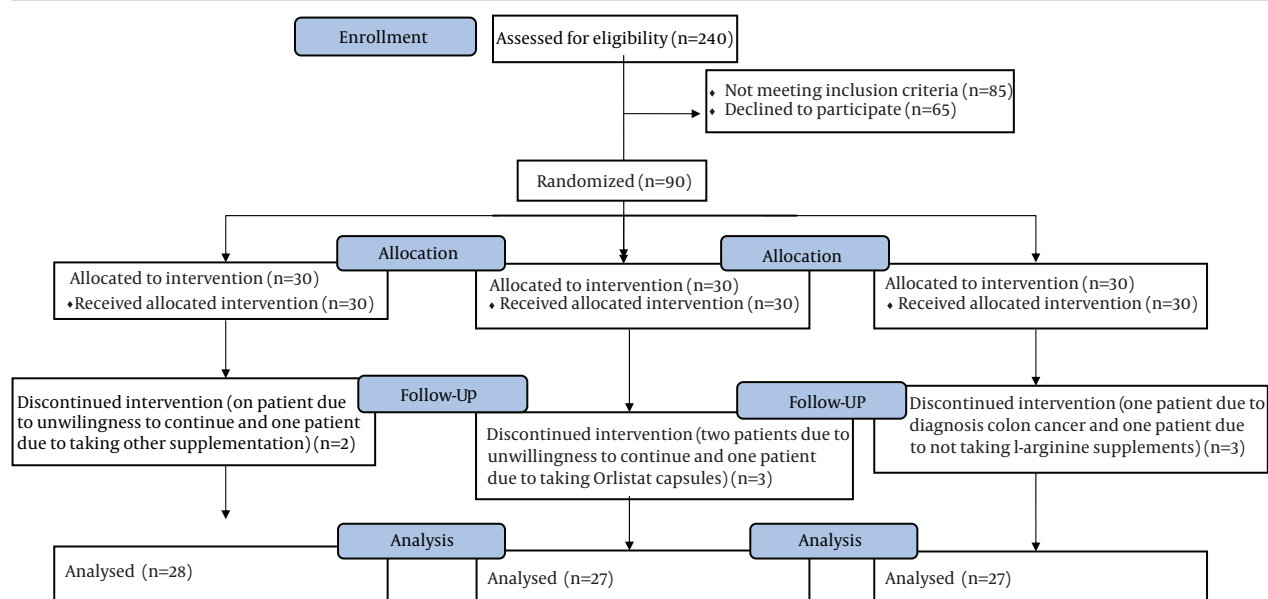 Enrollment
Assessed for eligibility (n=240)
♦ Not meeting inclusion criteria (n=85)
♦ Declined to participate (n=65)
Randomized (n=90)
Allocation
Allocation
Allocated to intervention (n=30)
♦Received allocated intervention (n=30)
Allocated to intervention (n=30)
♦ Received allocated intervention (n=30)
Allocated to intervention (n=30)
♦ Received allocated intervention (n=30)
Follow-Up
Follow-UP
Discontinued intervention (on patient due
to unwilingness to continue and one patient
due to taking other supplementation) (n=2)
Discontinued intervention (two patients due to
unwillingness to continue and one patient
due to taking Orlistat capsules) (n=3)
Discontinued intervention (one patient due to
diagnosis colon cancer and one patient due
to not taking l-arginine supplements) (n=3)
Analysis
Analysis
Analysed (n=28)
Analysed (n=27)
Analysed (n=27)